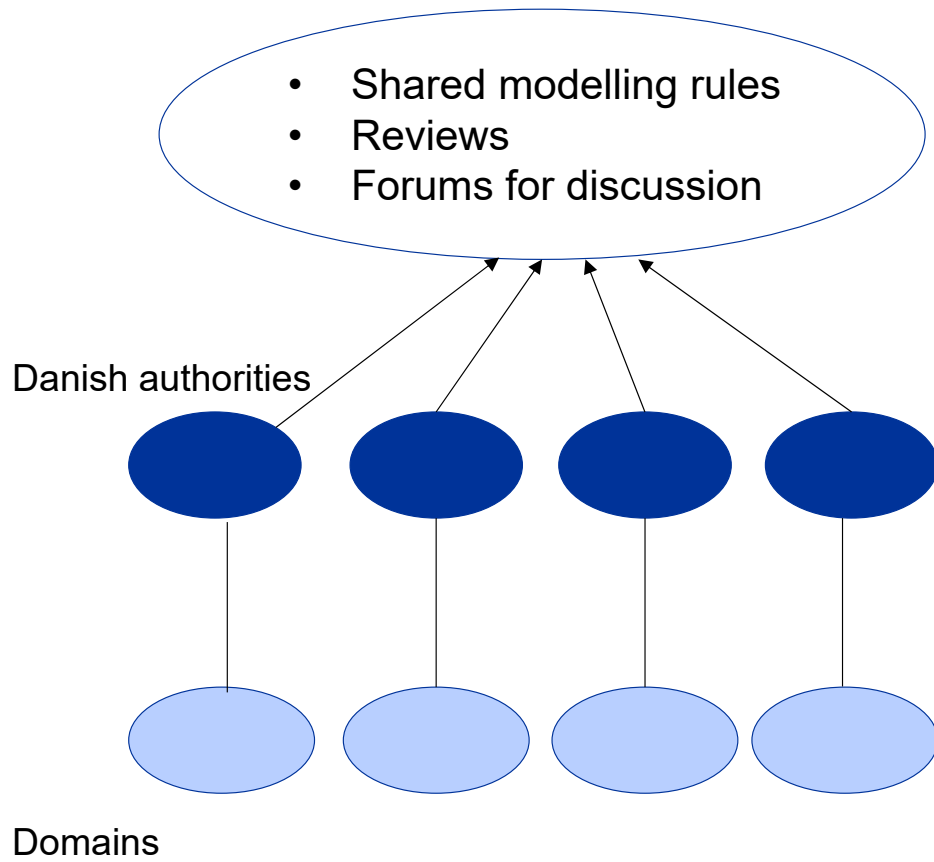 • Shared modelling rules
• Reviews
• Forums for discussion
Danish authorities
Domains